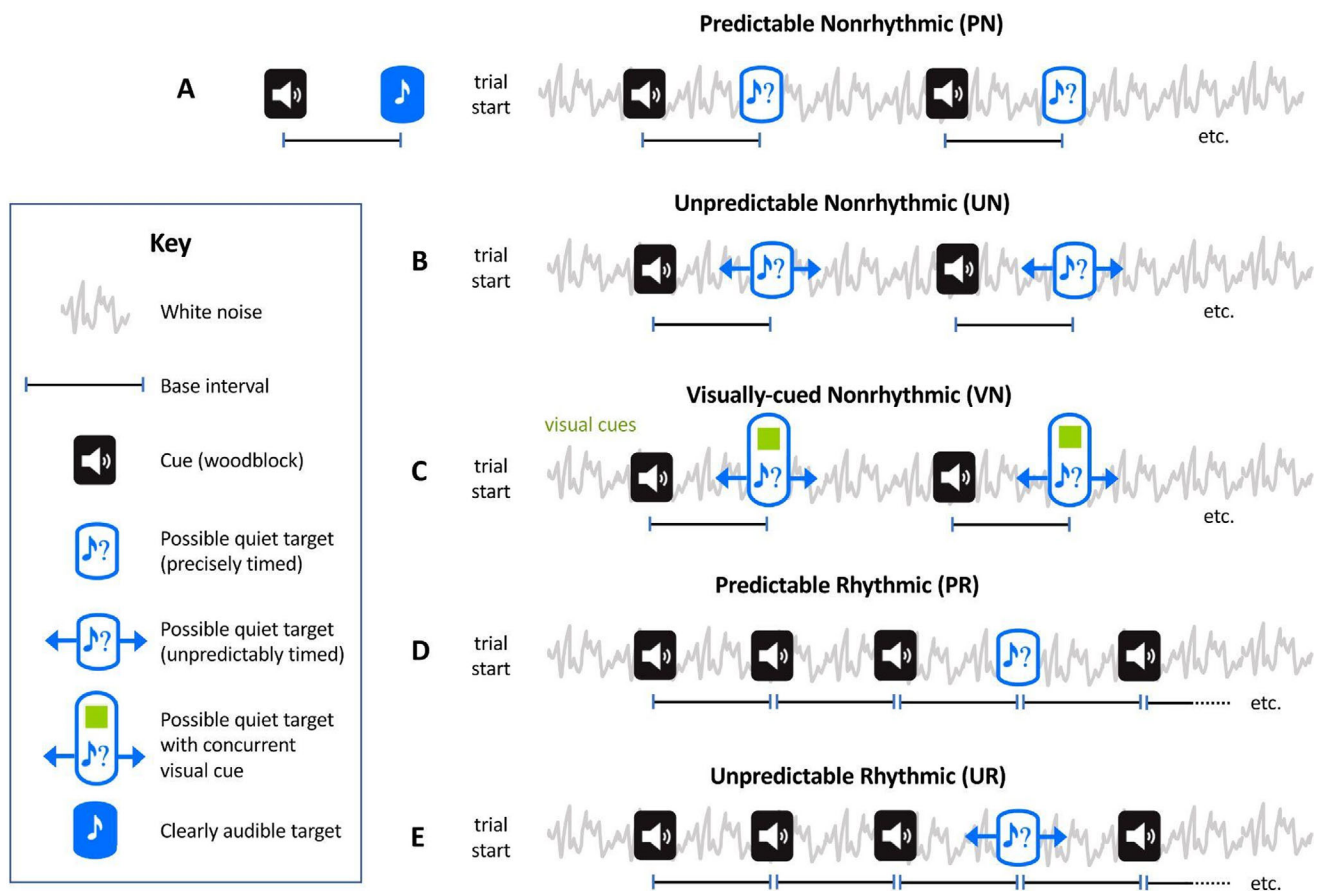 Predictable Nonrhythmic (PN)
A
trial
start
♪?
♪?
etc.
Unpredictable Nonrhythmic (UN)
B
trial
start
♪?
♪?
etc.
Visually-cued Nonrhythmic (VN)
visual cues
C
trial
start
♪?
♪?
etc.
Predictable Rhythmic (PR)
D
trial
start
♪?
etc.
Unpredictable Rhythmic (UR)
E
trial
start
♪?
etc.
Key
White noise
Base interval
Cue (woodblock)
♪?
Possible quiet target
(precisely timed)
♪?
Possible quiet target
(unpredictably timed)
♪?
Possible quiet target
with concurrent
visual cue
Clearly audible target